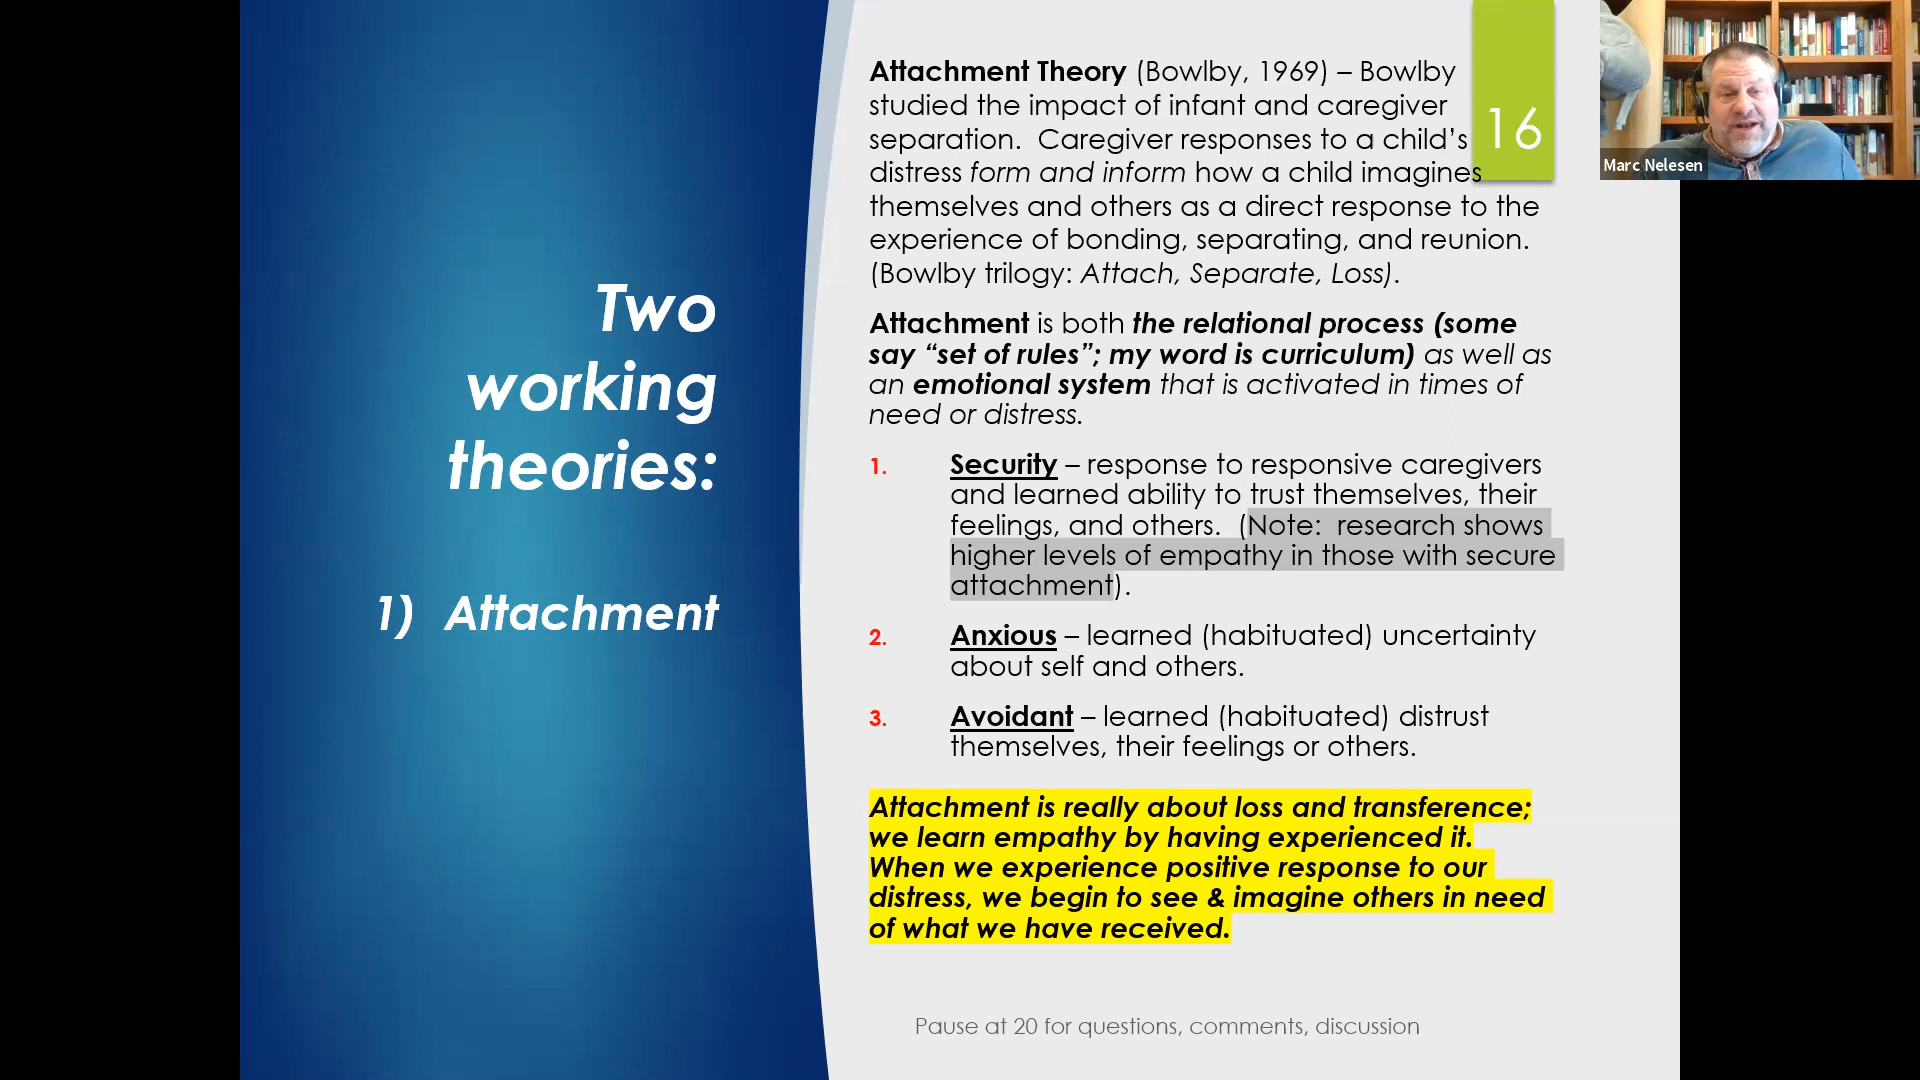 Two
working
theories:
1) Attachment
Attachment Theory (Bowlby, 1969) – Bowlby
studied the impact of infant and caregiver
separation.  Caregiver responses to a child’s
distress form and inform how a child imagines
themselves and others as a direct response to the
experience of bonding, separating, and reunion.
(Bowlby trilogy: Attach, Separate, Loss).
Attachment is both the relational process (some
say “set of rules”; my word is curriculum) as well as
an emotional system that is activated in times of
need or distress.
1. Security – response to responsive caregivers
and learned ability to trust themselves, their
feelings, and others.  (Note:  research shows
higher levels of empathy in those with secure
attachment).
2. Anxious – learned (habituated) uncertainty
about self and others.
3. Avoidant – learned (habituated) distrust
themselves, their feelings or others.
Attachment is really about loss and transference;
we learn empathy by having experienced it.
When we experience positive response to our
distress, we begin to see & imagine others in need
of what we have received.
Pause at 20 for questions, comments, discussion
16
Marc Nelesen